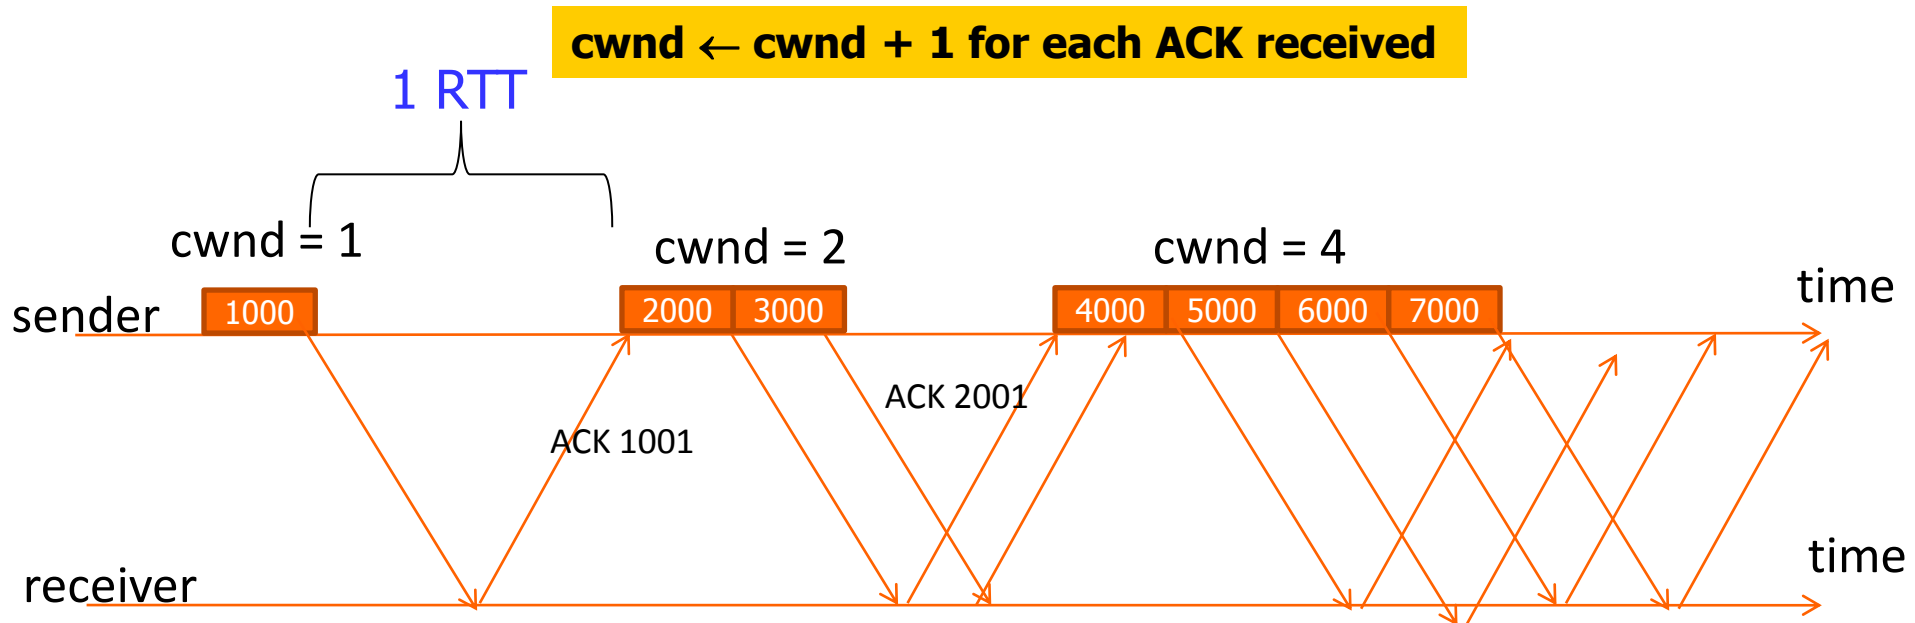 cwnd ← cwnd + 1 for each ACK received
1 RTT
cwnd = 1
cwnd = 2
cwnd = 4
time
sender
1000
2000
3000
4000
5000
6000
7000
ACK 2001
ACK 1001
time
receiver